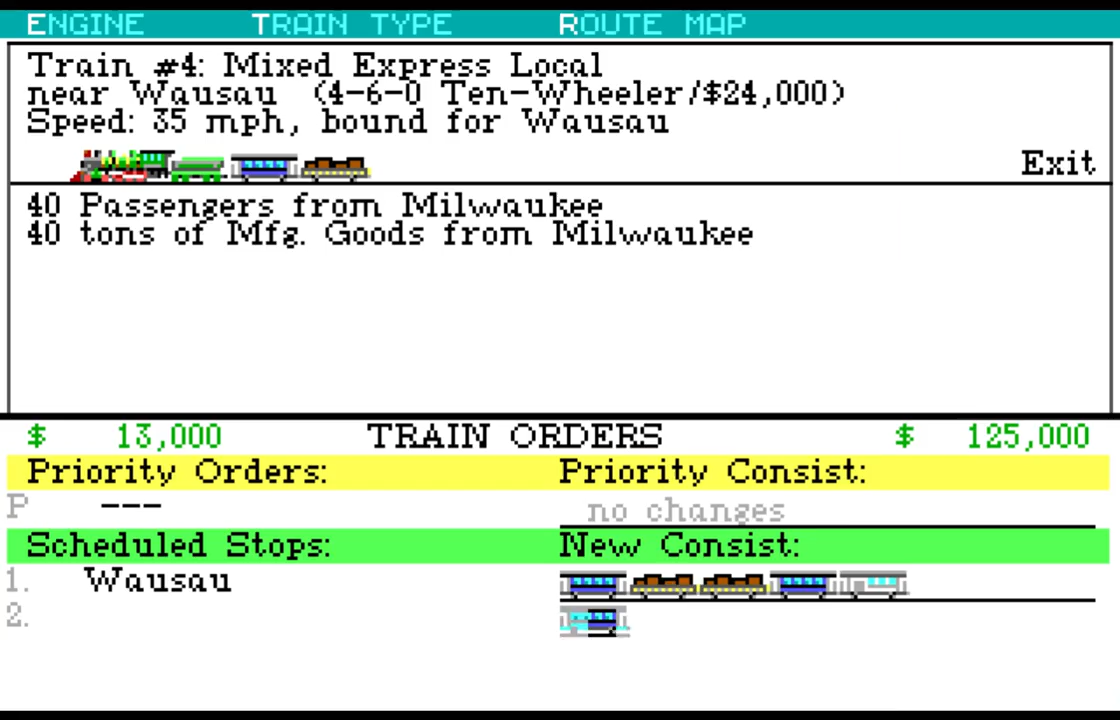 ENGINE TRAIN TYPE ROUTE MAP
Train #4: Mixed Express Local
near Wausau (4-6-0 Ten-Wheeler/$24,000)
Speed: 35 mph, bound for Wausau
Exit
40 Passengers from Milwaukee
40 tons of Mfg. Goods from Milwaukee
$ 13,000 TRAIN ORDERS $ 125,000
Priority Orders: Priority Consist:
P --- no changes
Scheduled Stops: New Consist:
1. Wausau
2.